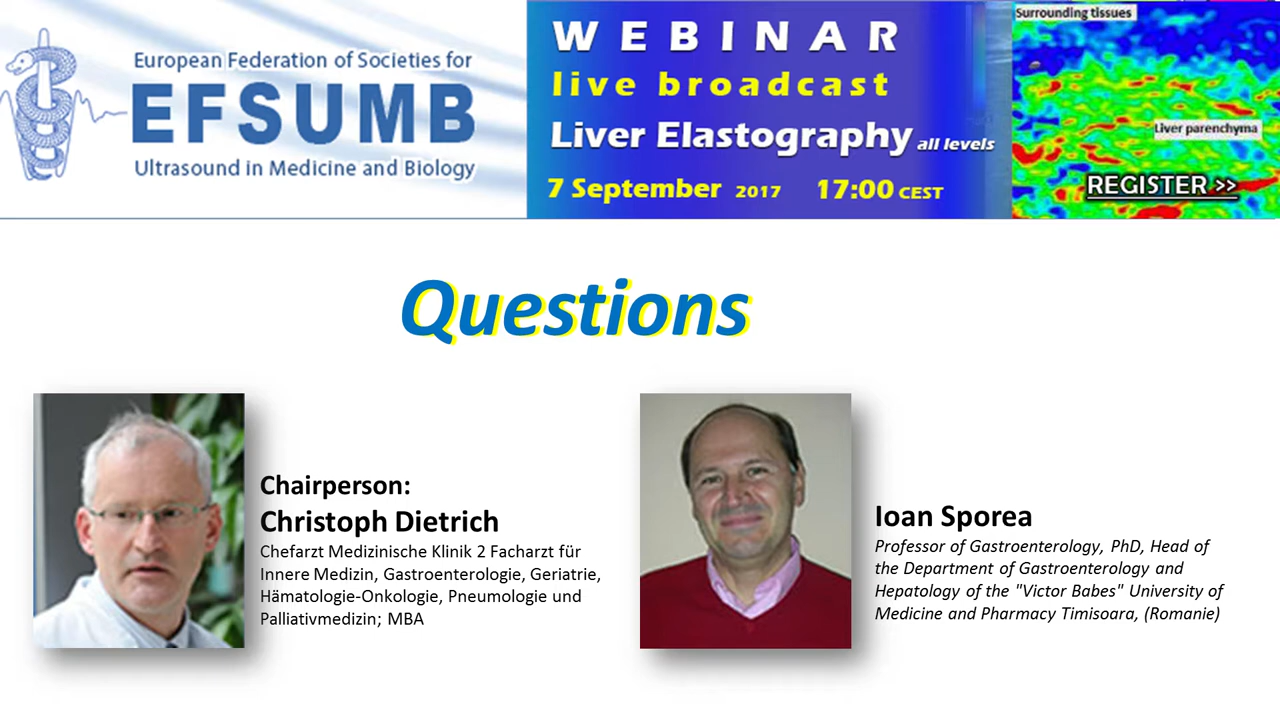 European Federation of Societies for
EFSUMB
Ultrasound in Medicine and Biology
WEBINAR
live broadcast
Liver Elastography all levels
7 September 2017 17:00 CEST
Surrounding tissues
Liver parenchyma
REGISTER >>
Questions
Chairperson:
Christoph Dietrich
Chefarzt Medizinische Klinik 2 Facharzt für
Innere Medizin, Gastroenterologie, Geriatrie,
Hämatologie-Onkologie, Pneumologie und
Palliativmedizin; MBA
Ioan Sporea
Professor of Gastroenterology, PhD, Head of
the Department of Gastroenterology and
Hepatology of the "Victor Babes" University of
Medicine and Pharmacy Timisoara, (Romanie)